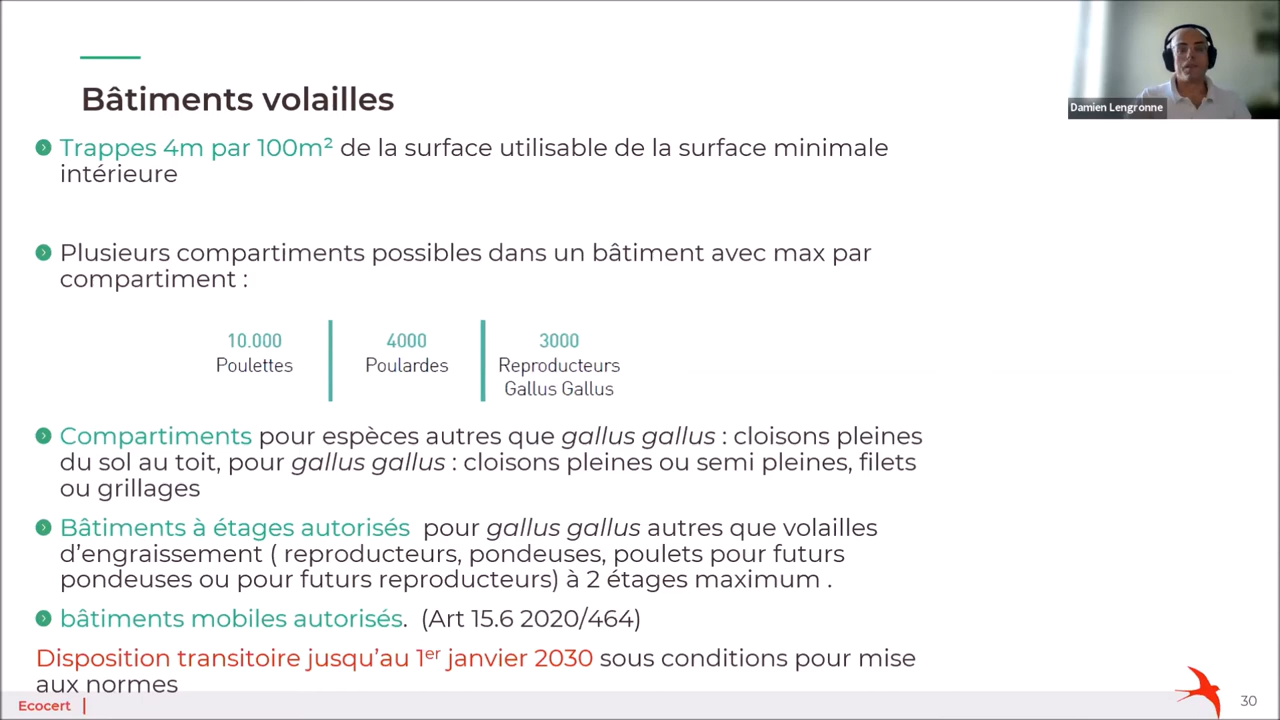 Damien Lengronne
Bâtiments volailles
Trappes 4m par 100m² de la surface utilisable de la surface minimale
intérieure
Plusieurs compartiments possibles dans un bâtiment avec max par
compartiment :
10.000
Poulettes
4000
Poulardes
3000
Reproducteurs
Gallus Gallus
Compartiments pour espèces autres que gallus gallus : cloisons pleines
du sol au toit, pour gallus gallus : cloisons pleines ou semi pleines, filets
ou grillages
Bâtiments à étages autorisés pour gallus gallus autres que volailles
d’engraissement ( reproducteurs, pondeuses, poulets pour futurs
pondeuses ou pour futurs reproducteurs) à 2 étages maximum .
bâtiments mobiles autorisés. (Art 15.6 2020/464)
Disposition transitoire jusqu’au 1er janvier 2030 sous conditions pour mise
aux normes
Ecocert |
30